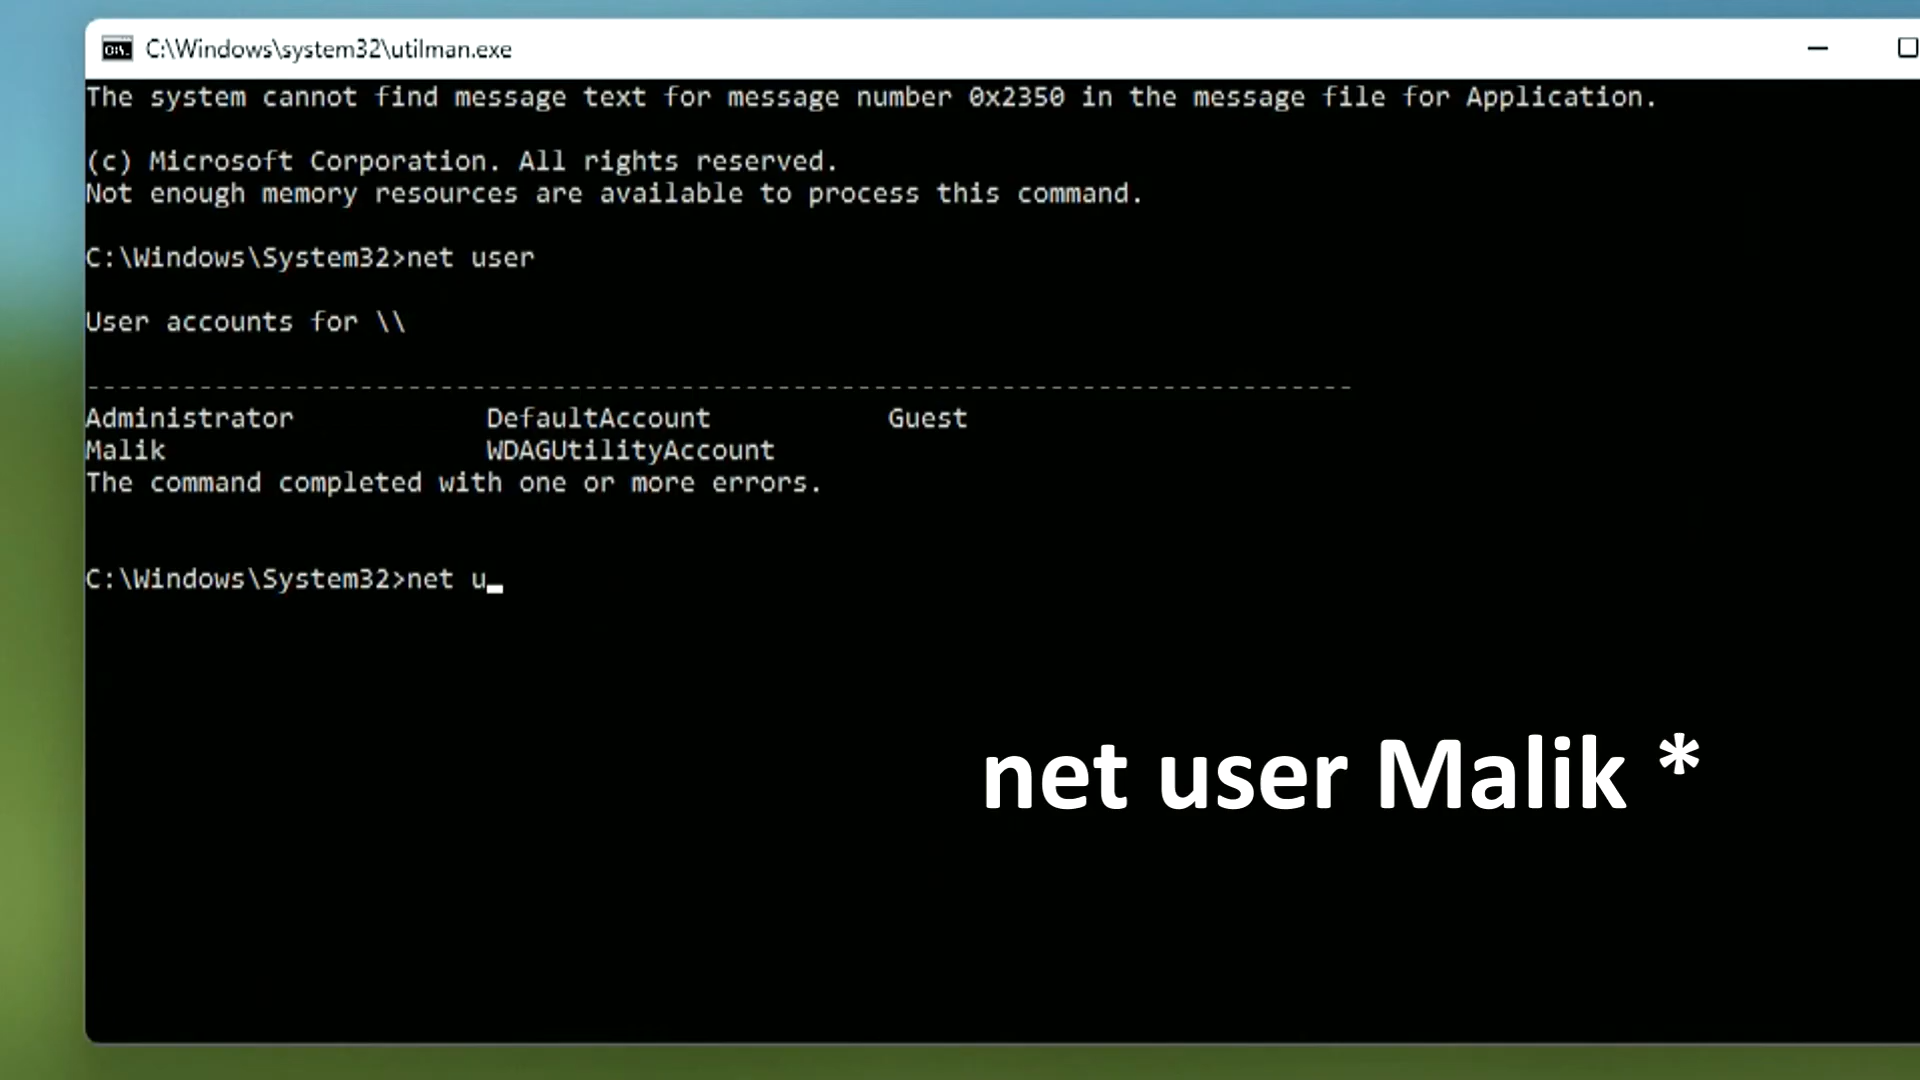 C:\Windows\system32\utilman.exe
The system cannot find message text for message number 0x2350 in the message file for Application.
(c) Microsoft Corporation. All rights reserved.
Not enough memory resources are available to process this command.
C:\Windows\System32>net user
User accounts for \\
-------------------------------------------------------------------------------
Administrator            DefaultAccount           Guest
Malik                    WDAGUtilityAccount
The command completed with one or more errors.
C:\Windows\System32>net u_
net user Malik *